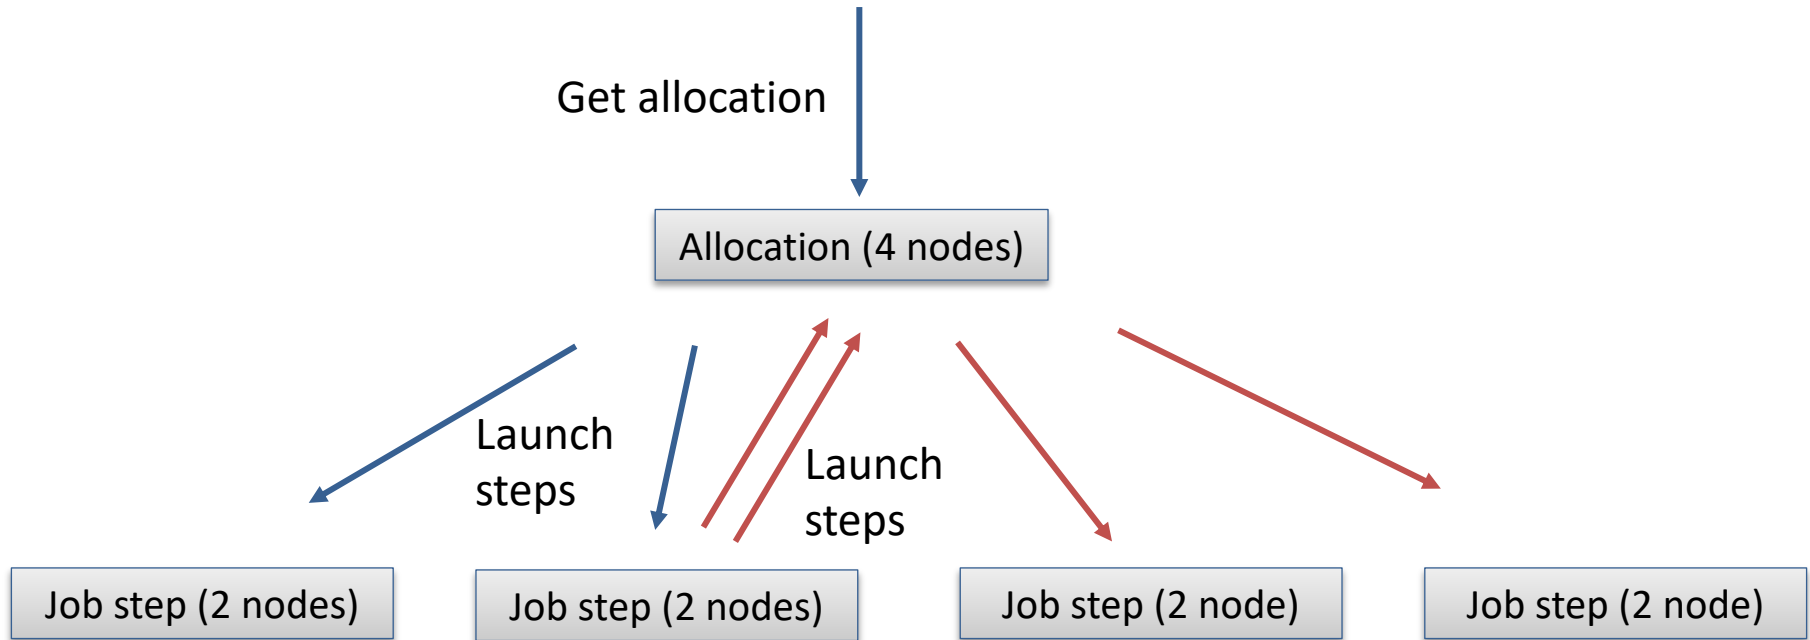 Get allocation
Allocation (4 nodes)
Launch
steps
Launch
steps
Job step (2 nodes)
Job step (2 nodes)
Job step (2 node)
Job step (2 node)